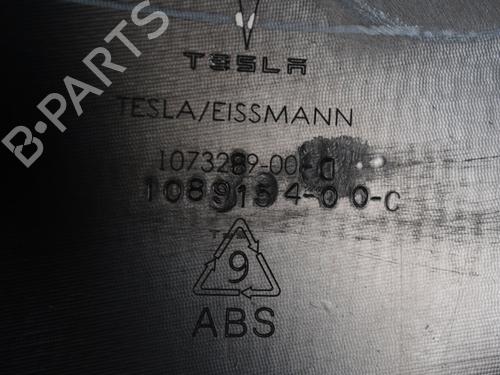 B-PARTS
TESLA
TESLA/EISSMANN
1073289-00-D
1089154-00-C
9
ABS